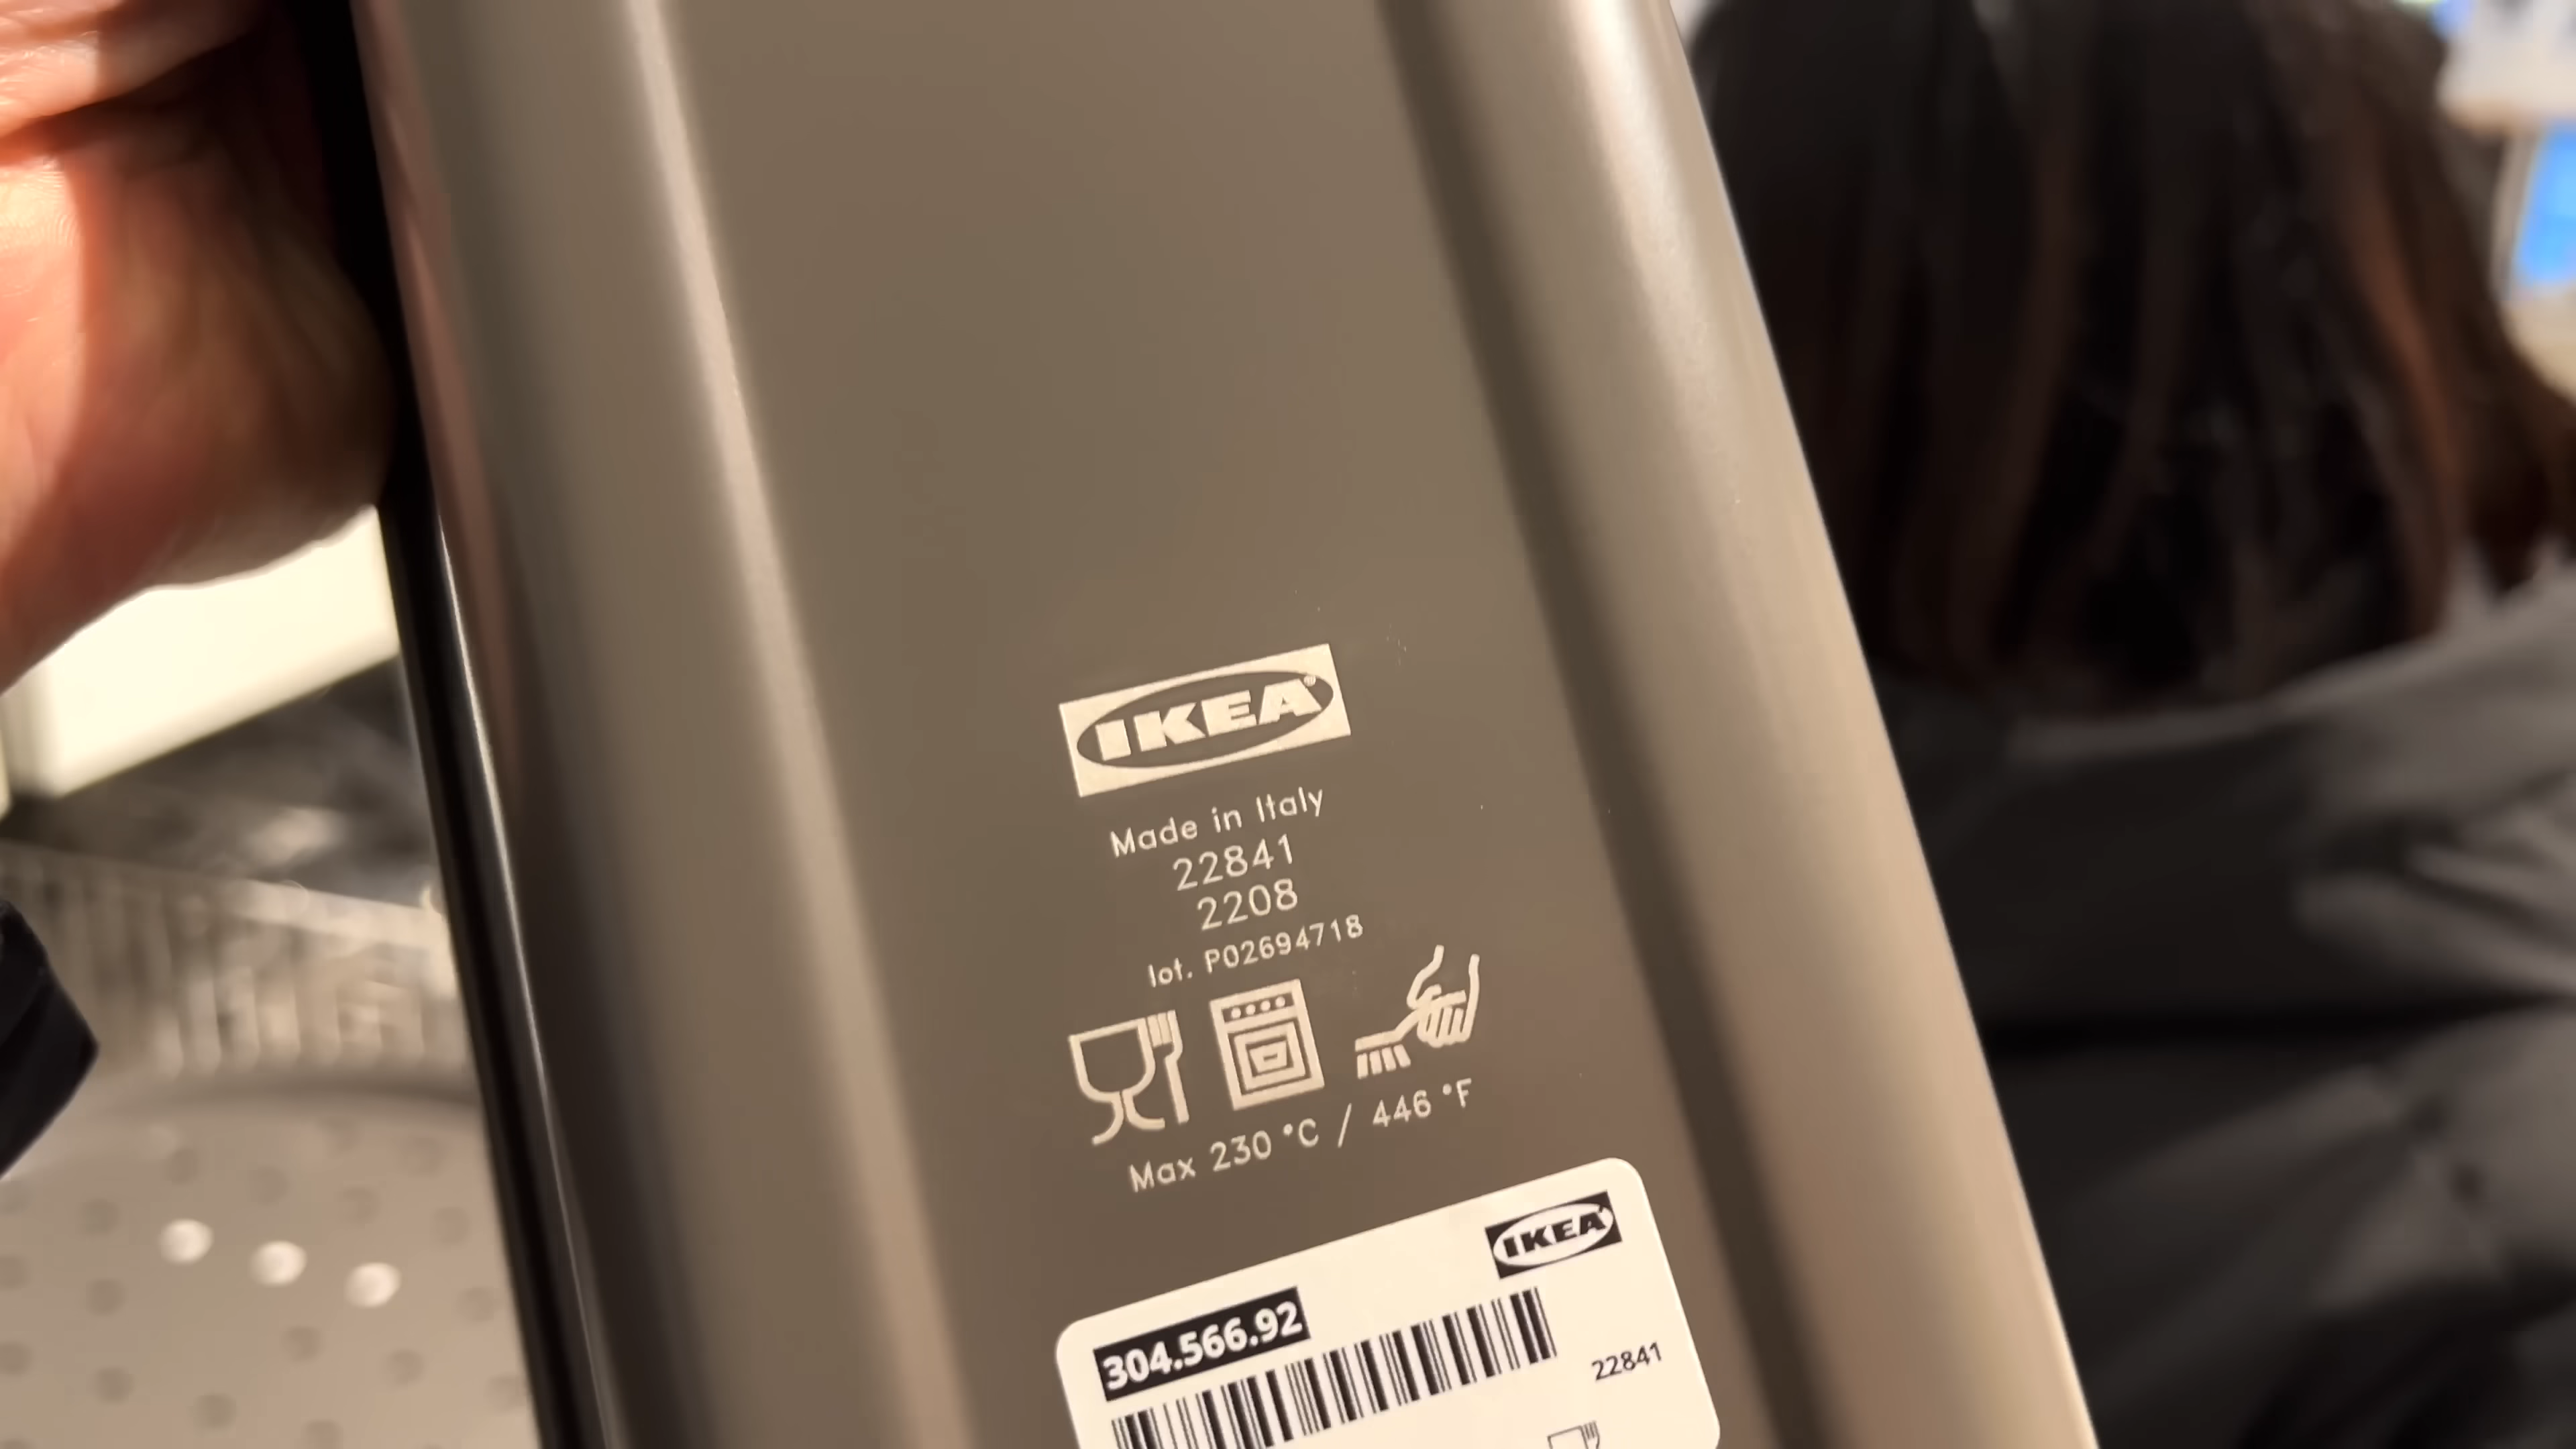 IKEA
Made in Italy
22841
2208
lot. P02694718
Max 230 °C / 446 °F
IKEA
304.566.92
22841